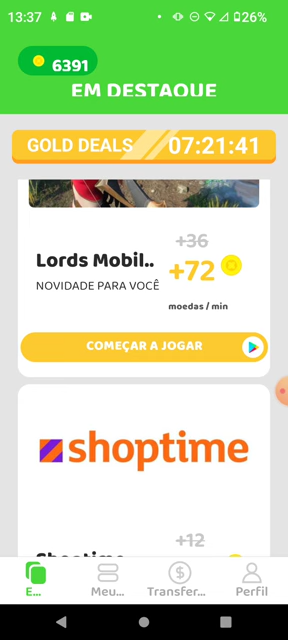 13:37 26%
6391
EM DESTAQUE
GOLD DEALS 07:21:41
+36
Lords Mobil..
+72
NOVIDADE PARA VOCÊ
moedas / min
COMEÇAR A JOGAR
shoptime
+12
Shoptime
E... Meu... Transfer... Perfil